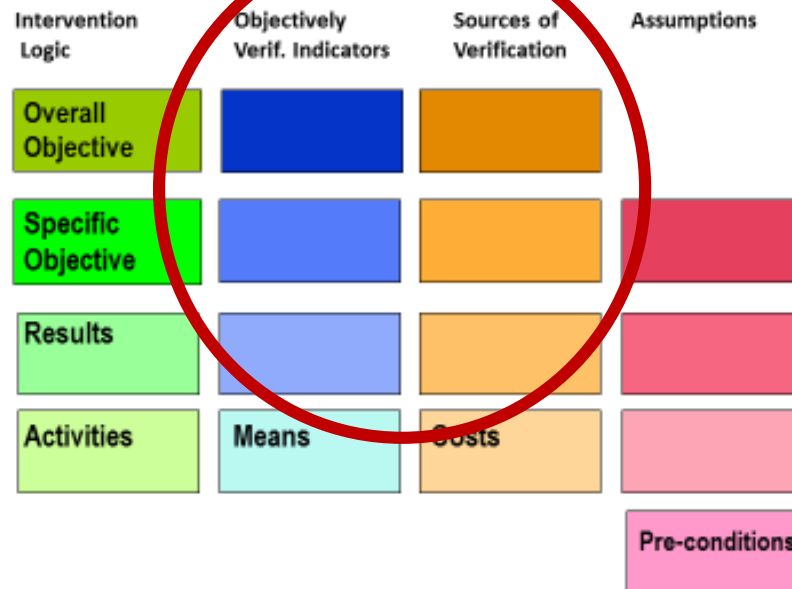 Intervention
Logic
Objectively
Verif. Indicators
Sources of
Verification
Assumptions
Overall
Objective
Specific
Objective
Results
Activities
Means
Costs
Pre-conditions